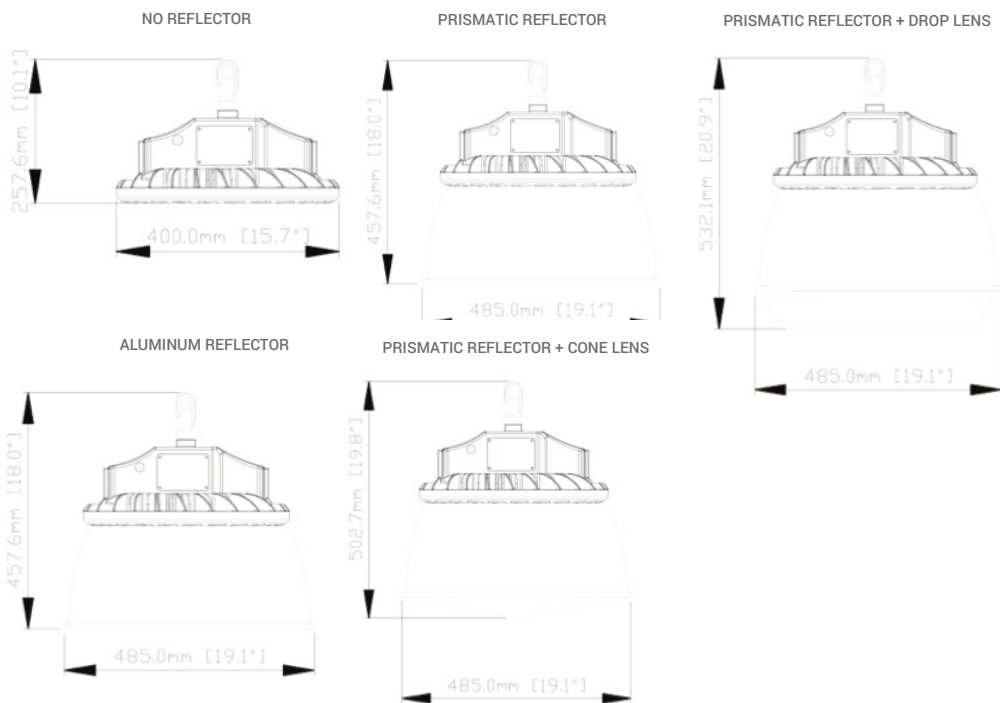 NO REFLECTOR
257.6mm [10.1"]
400.0mm [15.7"]
PRISMATIC REFLECTOR
457.6mm [18.0"]
485.0mm [19.1"]
PRISMATIC REFLECTOR + DROP LENS
532.1mm [20.9"]
485.0mm [19.1"]
ALUMINUM REFLECTOR
457.6mm [18.0"]
485.0mm [19.1"]
PRISMATIC REFLECTOR + CONE LENS
502.7mm [19.8"]
485.0mm [19.1"]